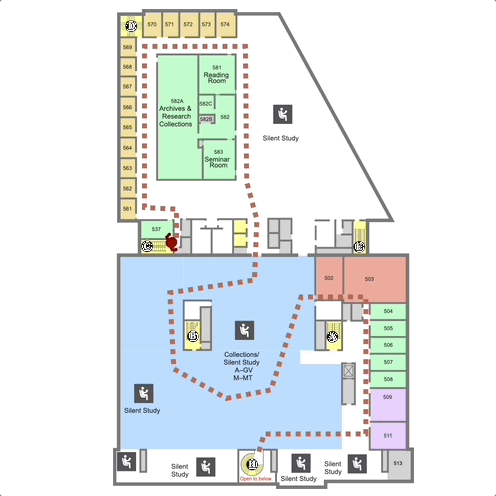 570
571
572
573
574
569
568
567
566
565
564
563
562
561
581
Reading
Room
582A
Archives &
Research
Collections
582C
582B
582
583
Seminar
Room
Silent Study
537
502
503
504
505
506
507
508
509
511
513
Collections/
Silent Study
A–GV
M–MT
Silent Study
Silent
Study
Open to below
Silent Study
Silent
Study